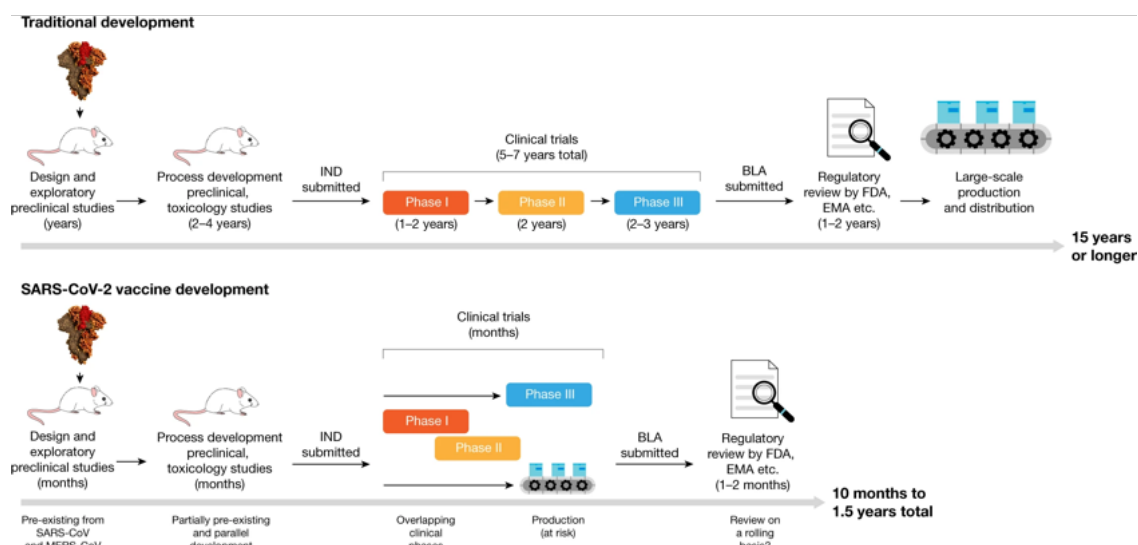 Traditional development
Clinical trials
(5–7 years total)
IND
submitted
BLA
submitted
Phase I
Phase II
Phase III
(1–2 years)
(2 years)
(2–3 years)
Design and
exploratory
preclinical studies
(years)
Process development
preclinical,
toxicology studies
(2–4 years)
Regulatory
review by FDA,
EMA etc.
(1–2 years)
Large-scale
production
and distribution
15 years
or longer
SARS-CoV-2 vaccine development
Clinical trials
(months)
Phase III
Phase I
Phase II
Design and
exploratory
preclinical studies
(months)
Process development
preclinical,
toxicology studies
(months)
IND
submitted
BLA
submitted
Regulatory
review by FDA,
EMA etc.
(1–2 months)
10 months to
1.5 years total
Pre-existing from
SARS-CoV
and MERS-CoV
Partially pre-existing
and parallel
development
Overlapping
clinical
phases
Production
(at risk)
Review on
a rolling
basis?